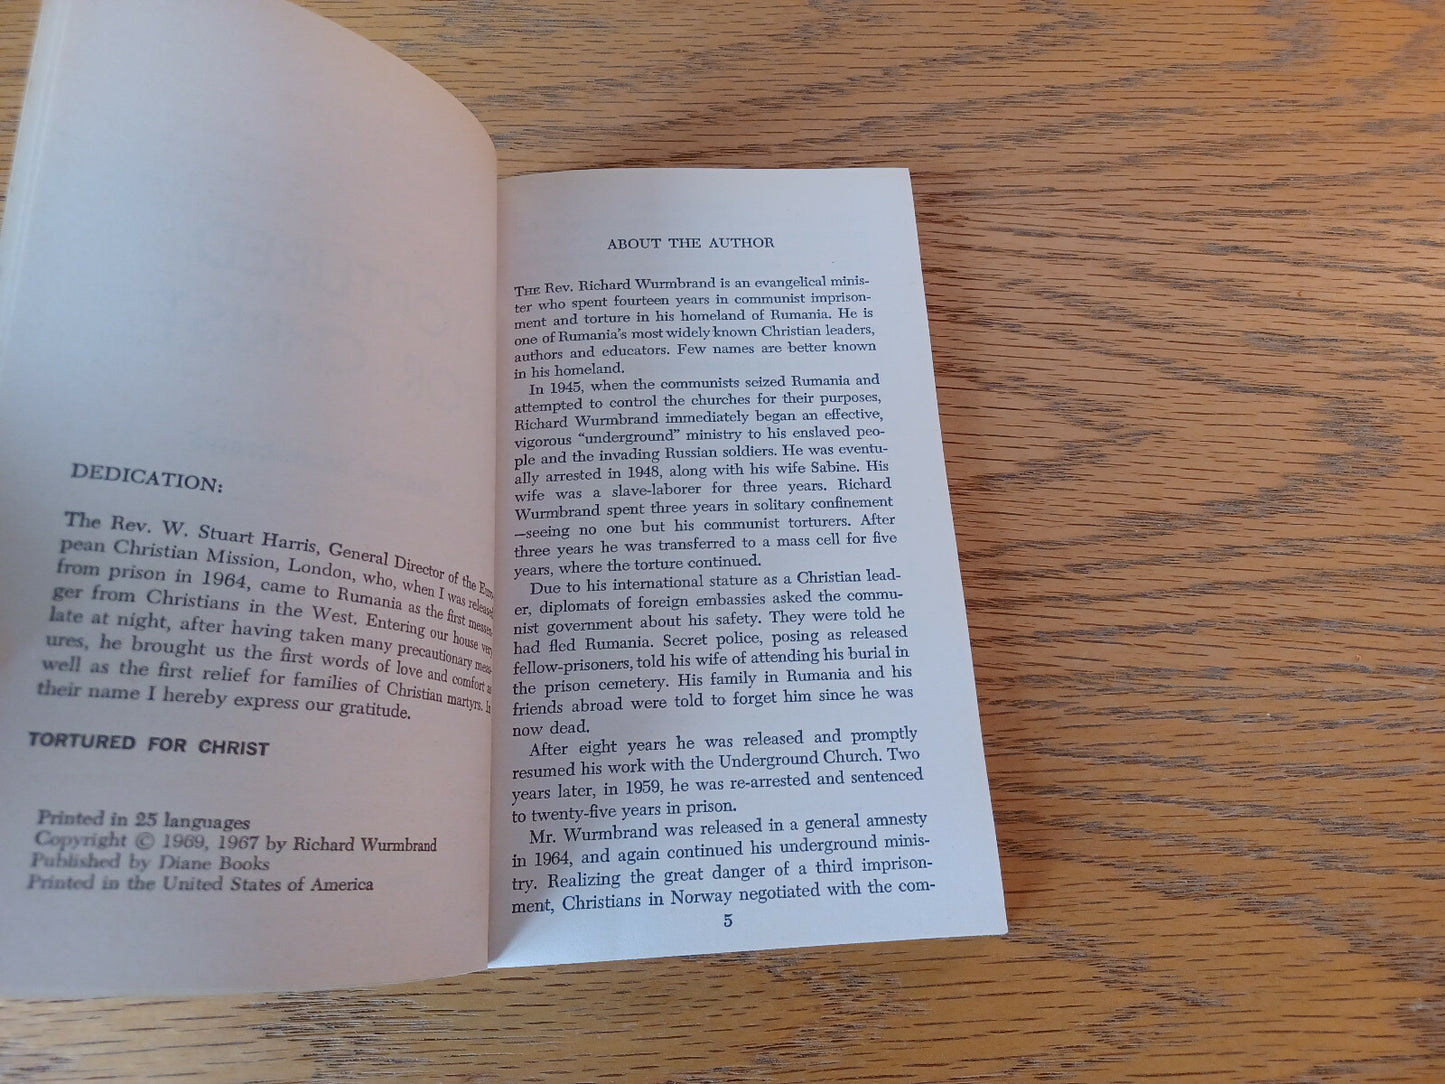 DEDICATION:
The Rev. W. Stuart Harris, General Director of the Euro-
pean Christian Mission, London, who, when I was released
from prison in 1964, came to Rumania as the first messen-
ger from Christians in the West. Entering our house very
late at night, after having taken many precautionary meas-
ures, he brought us the first words of love and comfort as
well as the first relief for families of Christian martyrs. In
their name I hereby express our gratitude.
TORTURED FOR CHRIST
Printed in 25 languages
Copyright © 1969, 1967 by Richard Wurmbrand
Published by Diane Books
Printed in the United States of America
ABOUT THE AUTHOR
THE Rev. Richard Wurmbrand is an evangelical minis-
ter who spent fourteen years in communist imprison-
ment and torture in his homeland of Rumania. He is
one of Rumania's most widely known Christian leaders,
authors and educators. Few names are better known
in his homeland.
In 1945, when the communists seized Rumania and
attempted to control the churches for their purposes,
Richard Wurmbrand immediately began an effective,
vigorous "underground" ministry to his enslaved peo-
ple and the invading Russian soldiers. He was eventu-
ally arrested in 1948, along with his wife Sabine. His
wife was a slave-laborer for three years. Richard
Wurmbrand spent three years in solitary confinement
—seeing no one but his communist torturers. After
three years he was transferred to a mass cell for five
years, where the torture continued.
Due to his international stature as a Christian lead-
er, diplomats of foreign embassies asked the commu-
nist government about his safety. They were told he
had fled Rumania. Secret police, posing as released
fellow-prisoners, told his wife of attending his burial in
the prison cemetery. His family in Rumania and his
friends abroad were told to forget him since he was
now dead.
After eight years he was released and promptly
resumed his work with the Underground Church. Two
years later, in 1959, he was re-arrested and sentenced
to twenty-five years in prison.
Mr. Wurmbrand was released in a general amnesty
in 1964, and again continued his underground minis-
try. Realizing the great danger of a third imprison-
ment, Christians in Norway negotiated with the com-
5